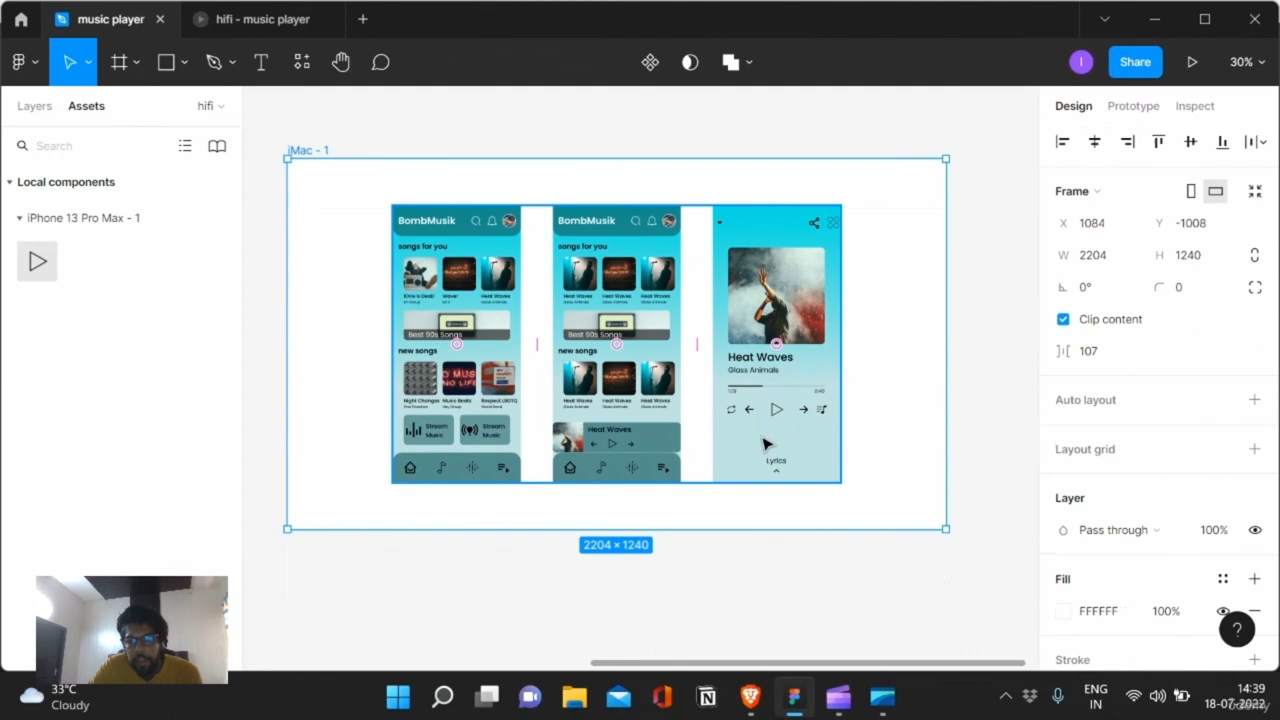 music player
hifi - music player
Share
30%
Layers
Assets
hifi
Search
Local components
iPhone 13 Pro Max - 1
iMac - 1
BombMusik
songs for you
Heat Waves
Glass Animals
Best 90s Songs
new songs
Night Changes
Music Beats
Respect LGBTQ
Stream
Music
Stream
Music
BombMusik
songs for you
Heat Waves
Heat Waves
Heat Waves
Best 90s Songs
new songs
Heat Waves
Heat Waves
Heat Waves
Heat Waves
Heat Waves
Glass Animals
Lyrics
2204 × 1240
Design
Prototype
Inspect
Frame
X 1084
Y -1008
W 2204
H 1240
0°
0
Clip content
107
Auto layout
Layout grid
Layer
Pass through
100%
Fill
FFFFFF
100%
Stroke
?
33°C
Cloudy
ENG
IN
14:39
18-07-2022